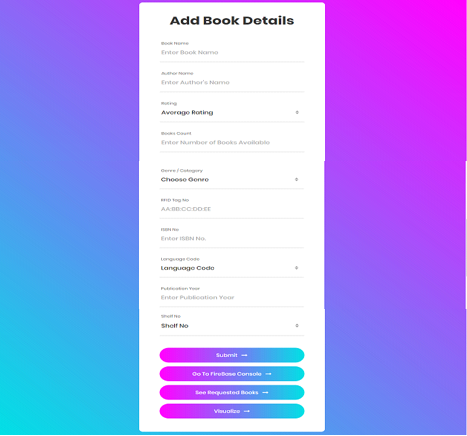 Add Book Details
Book Name
Enter Book Name
Author Name
Enter Author's Name
Rating
Average Rating
Books Count
Enter Number of Books Available
Genre / Category
Choose Genre
RFID Tag No
AA:BB:CC:DD:EE
ISBN No
Enter ISBN No.
Language Code
Language Code
Publication Year
Enter Publication Year
Shelf No
Shelf No
Submit →
Go To FireBase Console →
See Requested Books →
Visualize →